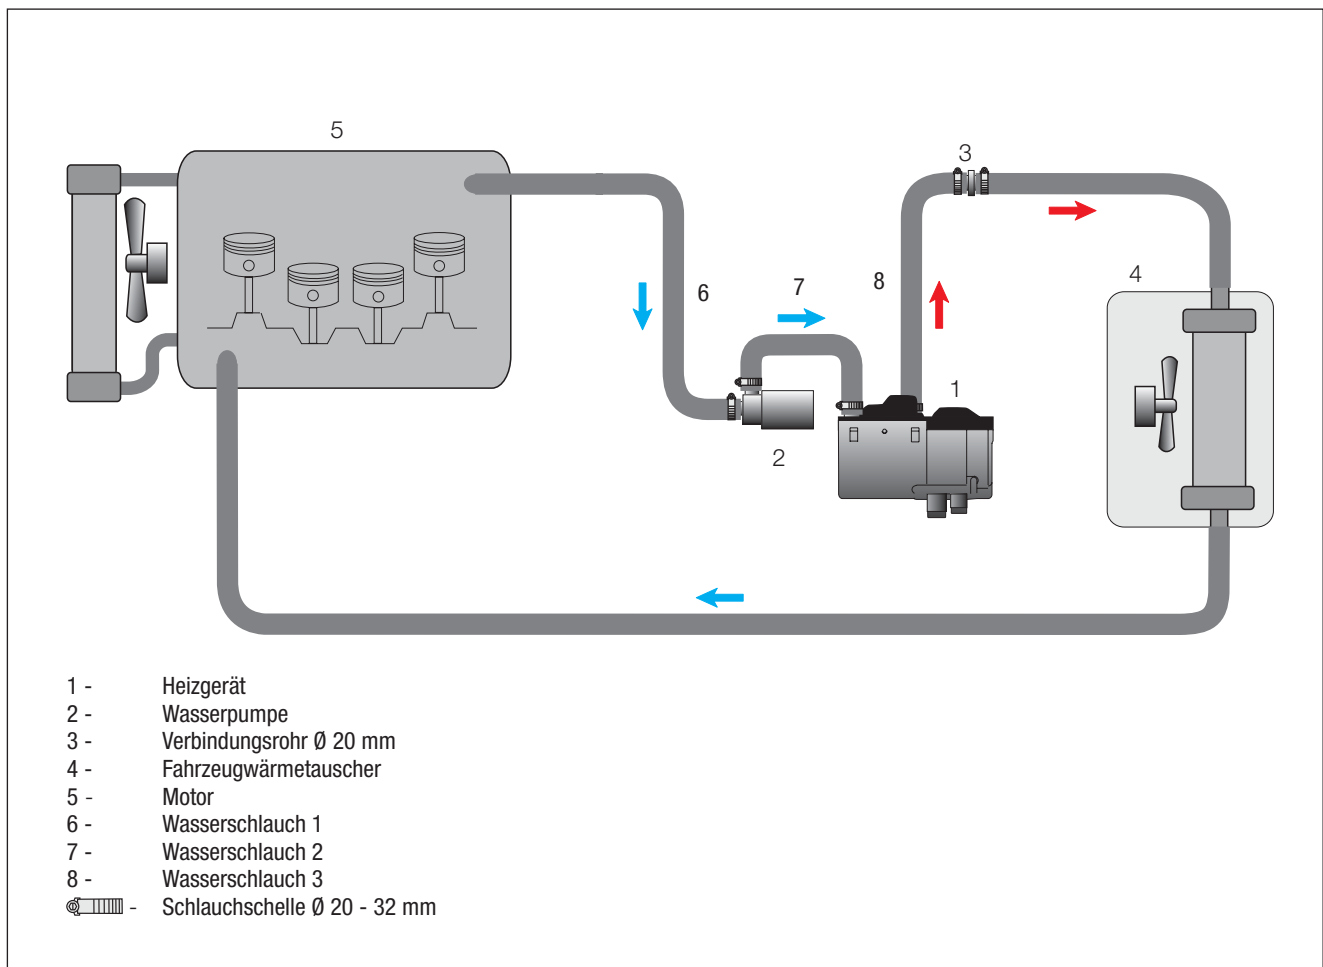 5
3
4
6
7
8
1
2
1 - Heizgerät
2 - Wasserpumpe
3 - Verbindungsrohr Ø 20 mm
4 - Fahrzeugwärmetauscher
5 - Motor
6 - Wasserschlauch 1
7 - Wasserschlauch 2
8 - Wasserschlauch 3
- Schlauchschelle Ø 20 - 32 mm